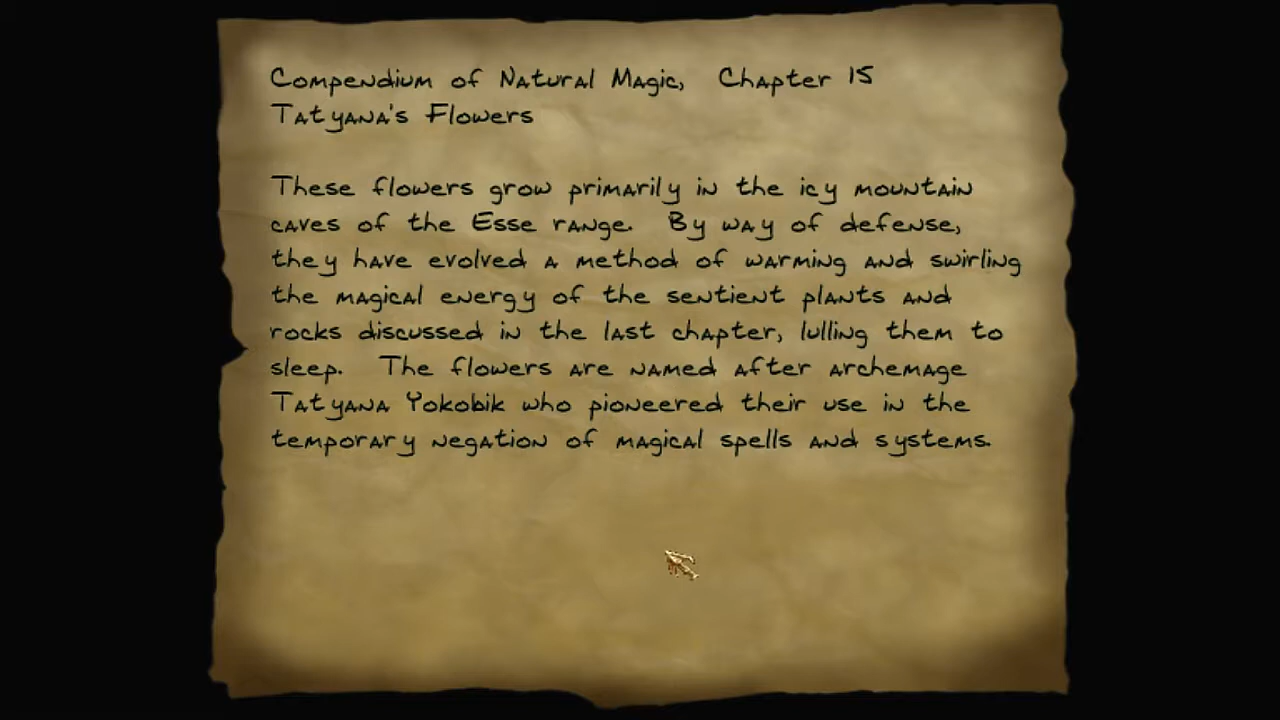 Compendium of Natural Magic, Chapter 15
Tatyana's Flowers
These flowers grow primarily in the icy mountain
caves of the Esse range. By way of defense,
they have evolved a method of warming and swirling
the magical energy of the sentient plants and
rocks discussed in the last chapter, lulling them to
sleep. The flowers are named after archemage
Tatyana Yokobik who pioneered their use in the
temporary negation of magical spells and systems.